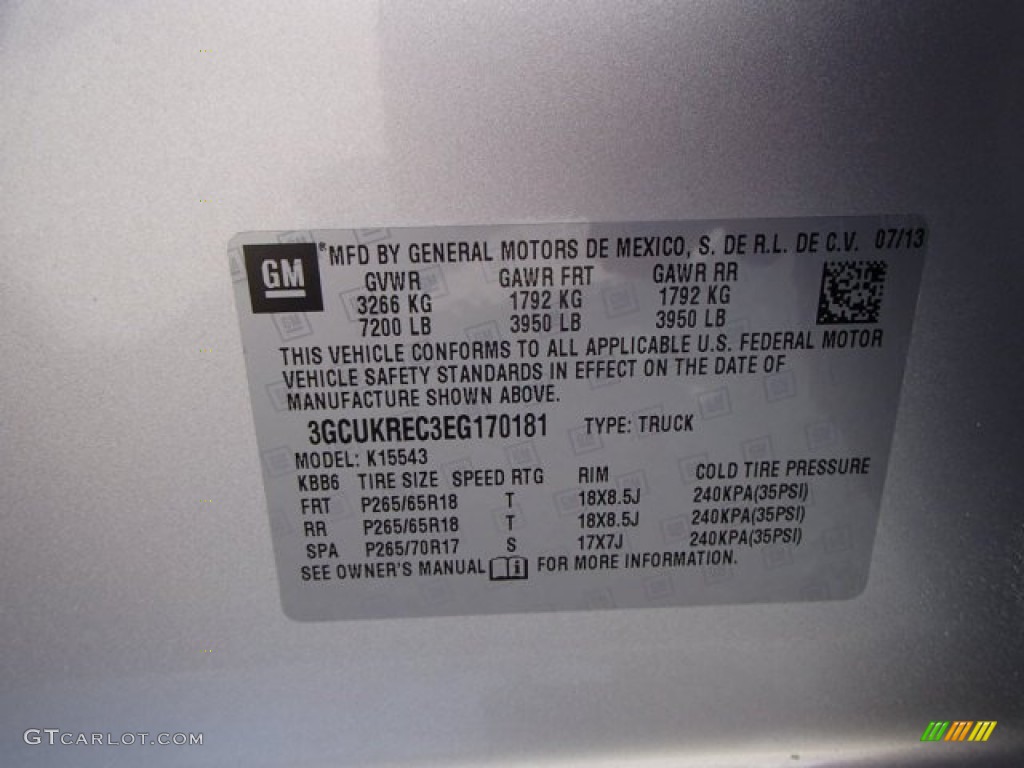 GM ® MFD BY GENERAL MOTORS DE MEXICO, S. DE R.L. DE C.V. 07/13
GVWR GAWR FRT GAWR RR
3266 KG 1792 KG 1792 KG
7200 LB 3950 LB 3950 LB
THIS VEHICLE CONFORMS TO ALL APPLICABLE U.S. FEDERAL MOTOR
VEHICLE SAFETY STANDARDS IN EFFECT ON THE DATE OF
MANUFACTURE SHOWN ABOVE.
3GCUKREC3EG170181 TYPE: TRUCK
MODEL: K15543
KBB6 TIRE SIZE SPEED RTG RIM COLD TIRE PRESSURE
FRT P265/65R18 T 18X8.5J 240KPA(35PSI)
RR P265/65R18 T 18X8.5J 240KPA(35PSI)
SPA P265/70R17 S 17X7J 240KPA(35PSI)
SEE OWNER'S MANUAL FOR MORE INFORMATION.
GTCARLOT.COM